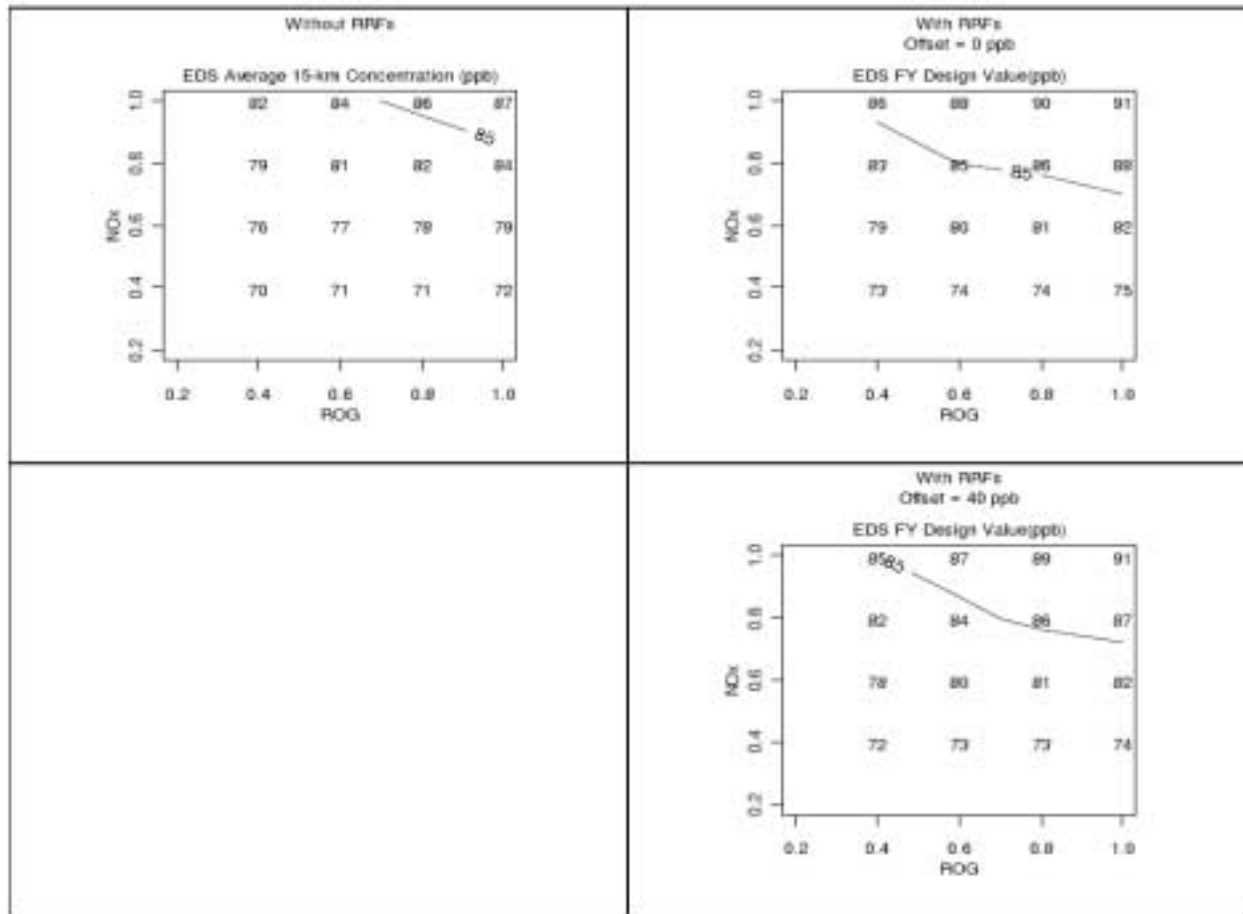 Without RRFs
EDS Average 15-km Concentration (ppb)
1.0 82 84 86 87
85
0.8 79 81 82 84
NOx
0.6 76 77 78 79
0.4 70 71 71 72
0.2
0.2 0.4 0.6 0.8 1.0
ROG
With RRFs
Offset = 0 ppb
EDS FY Design Value(ppb)
1.0 86 88 90 91
0.8 83 85 85 86 88
NOx
0.6 79 80 81 82
0.4 73 74 74 75
0.2
0.2 0.4 0.6 0.8 1.0
ROG
With RRFs
Offset = 40 ppb
EDS FY Design Value(ppb)
1.0 85 85 87 89 91
0.8 82 84 86 87
NOx
0.6 78 80 81 82
0.4 72 73 73 74
0.2
0.2 0.4 0.6 0.8 1.0
ROG